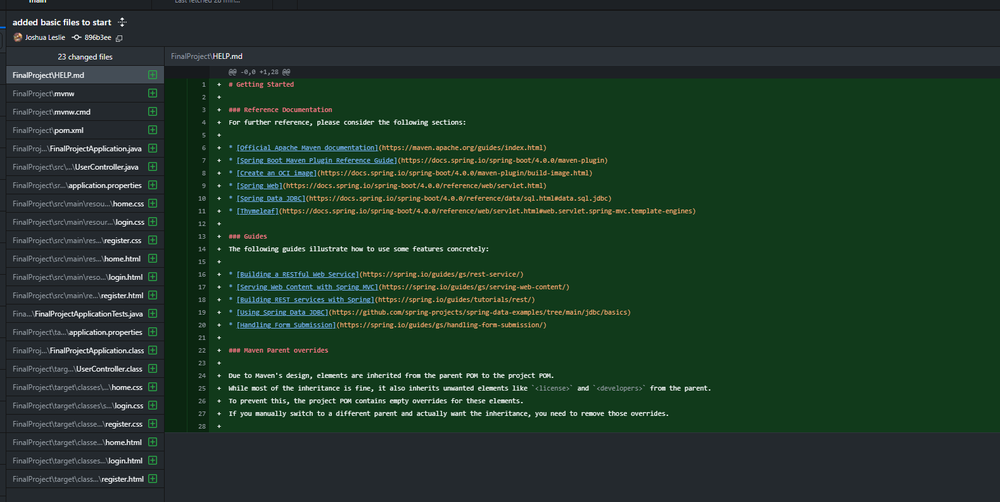 main
Last fetched 28 min...
added basic files to start
Joshua Leslie 896b3ee
23 changed files
FinalProject\HELP.md
FinalProject\mvnw
FinalProject\mvnw.cmd
FinalProject\pom.xml
FinalProj...\FinalProjectApplication.java
FinalProject\src\...\UserController.java
FinalProject\sr...\application.properties
FinalProject\src\main\resou...\home.css
FinalProject\src\main\resour...\login.css
FinalProject\src\main\res...\register.css
FinalProject\src\main\res...\home.html
FinalProject\src\main\reso...\login.html
FinalProject\src\main\re...\register.html
Fina...\FinalProjectApplicationTests.java
FinalProject\ta...\application.properties
FinalProj...\FinalProjectApplication.class
FinalProject\targ...\UserController.class
FinalProject\target\classes\...\home.css
FinalProject\target\classes\s...\login.css
FinalProject\target\classe...\register.css
FinalProject\target\classe...\home.html
FinalProject\target\classes...\login.html
FinalProject\target\class...\register.html
FinalProject\HELP.md
@@ -0,0 +1,28 @@
1 + # Getting Started
2 +
3 + ### Reference Documentation
4 + For further reference, please consider the following sections:
5 +
6 + * [Official Apache Maven documentation](https://maven.apache.org/guides/index.html)
7 + * [Spring Boot Maven Plugin Reference Guide](https://docs.spring.io/spring-boot/4.0.0/maven-plugin)
8 + * [Create an OCI image](https://docs.spring.io/spring-boot/4.0.0/maven-plugin/build-image.html)
9 + * [Spring Web](https://docs.spring.io/spring-boot/4.0.0/reference/web/servlet.html)
10 + * [Spring Data JDBC](https://docs.spring.io/spring-boot/4.0.0/reference/data/sql.html#data.sql.jdbc)
11 + * [Thymeleaf](https://docs.spring.io/spring-boot/4.0.0/reference/web/servlet.html#web.servlet.spring-mvc.template-engines)
12 +
13 + ### Guides
14 + The following guides illustrate how to use some features concretely:
15 +
16 + * [Building a RESTful Web Service](https://spring.io/guides/gs/rest-service/)
17 + * [Serving Web Content with Spring MVC](https://spring.io/guides/gs/serving-web-content/)
18 + * [Building REST services with Spring](https://spring.io/guides/tutorials/rest/)
19 + * [Using Spring Data JDBC](https://github.com/spring-projects/spring-data-examples/tree/main/jdbc/basics)
20 + * [Handling Form Submission](https://spring.io/guides/gs/handling-form-submission/)
21 +
22 + ### Maven Parent overrides
23 +
24 + Due to Maven's design, elements are inherited from the parent POM to the project POM.
25 + While most of the inheritance is fine, it also inherits unwanted elements like `<license>` and `<developers>` from the parent.
26 + To prevent this, the project POM contains empty overrides for these elements.
27 + If you manually switch to a different parent and actually want the inheritance, you need to remove those overrides.
28 +